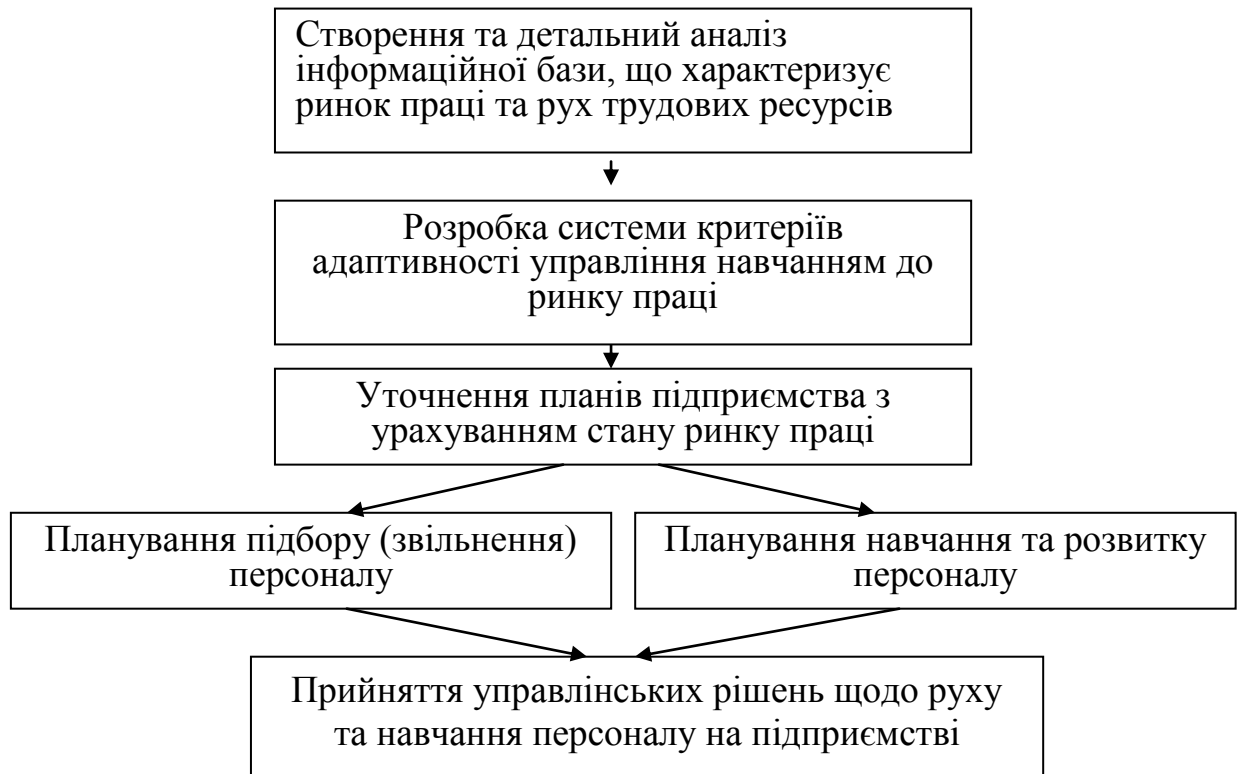 Створення та детальний аналіз
інформаційної бази, що характеризує
ринок праці та рух трудових ресурсів
Розробка системи критеріїв
адаптивності управління навчанням до
ринку праці
Уточнення планів підприємства з
урахуванням стану ринку праці
Планування підбору (звільнення)
персоналу
Планування навчання та розвитку
персоналу
Прийняття управлінських рішень щодо руху
та навчання персоналу на підприємстві